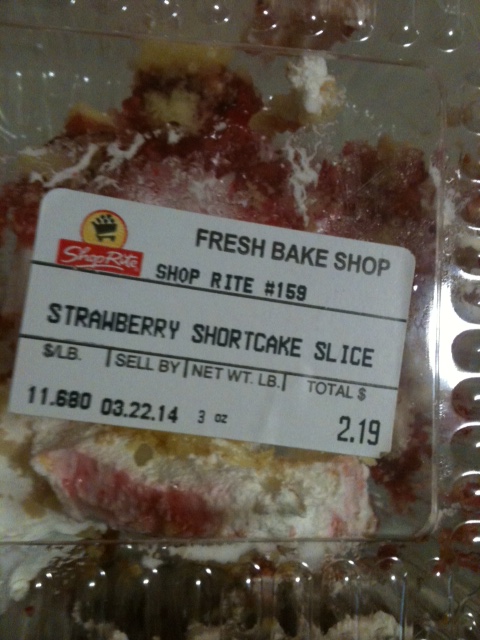 ShopRite
FRESH BAKE SHOP
SHOP RITE #159
STRAWBERRY SHORTCAKE SLICE
$/LB. SELL BY NET WT. LB. TOTAL $
11.680 03.22.14 3 oz 2.19